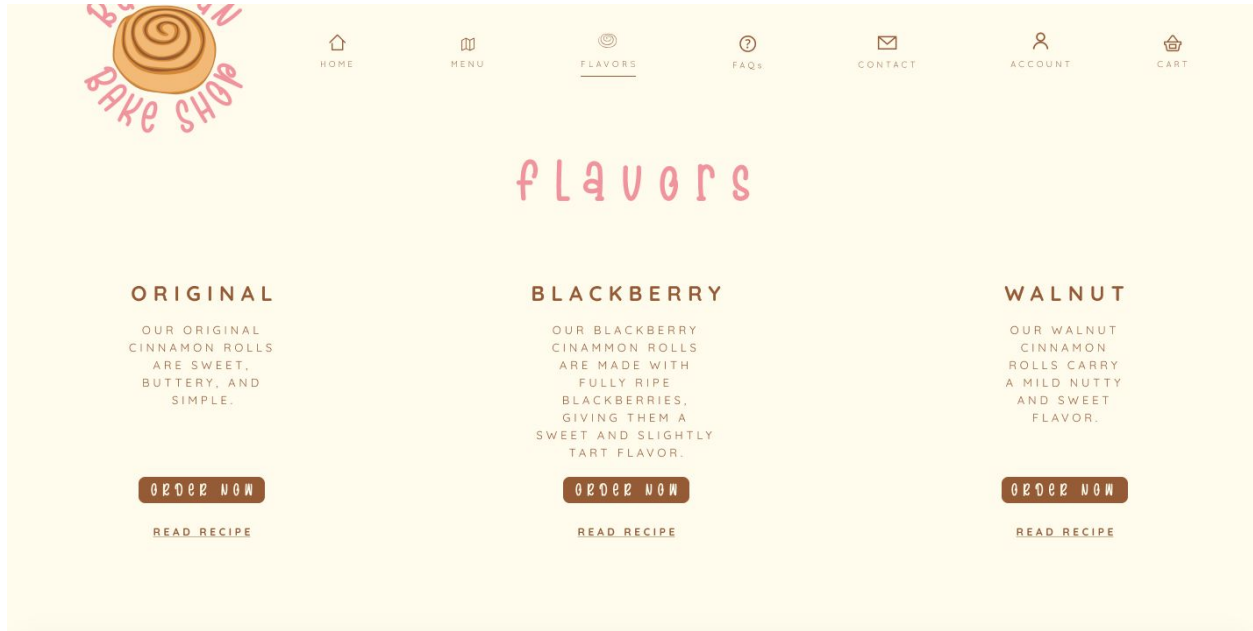 BAKE SHOP
HOME
MENU
FLAVORS
FAQs
CONTACT
ACCOUNT
CART
flavors
ORIGINAL
OUR ORIGINAL
CINNAMON ROLLS
ARE SWEET,
BUTTERY, AND
SIMPLE.
ORDER NOW
READ RECIPE
BLACKBERRY
OUR BLACKBERRY
CINAMMON ROLLS
ARE MADE WITH
FULLY RIPE
BLACKBERRIES,
GIVING THEM A
SWEET AND SLIGHTLY
TART FLAVOR.
ORDER NOW
READ RECIPE
WALNUT
OUR WALNUT
CINNAMON
ROLLS CARRY
A MILD NUTTY
AND SWEET
FLAVOR.
ORDER NOW
READ RECIPE